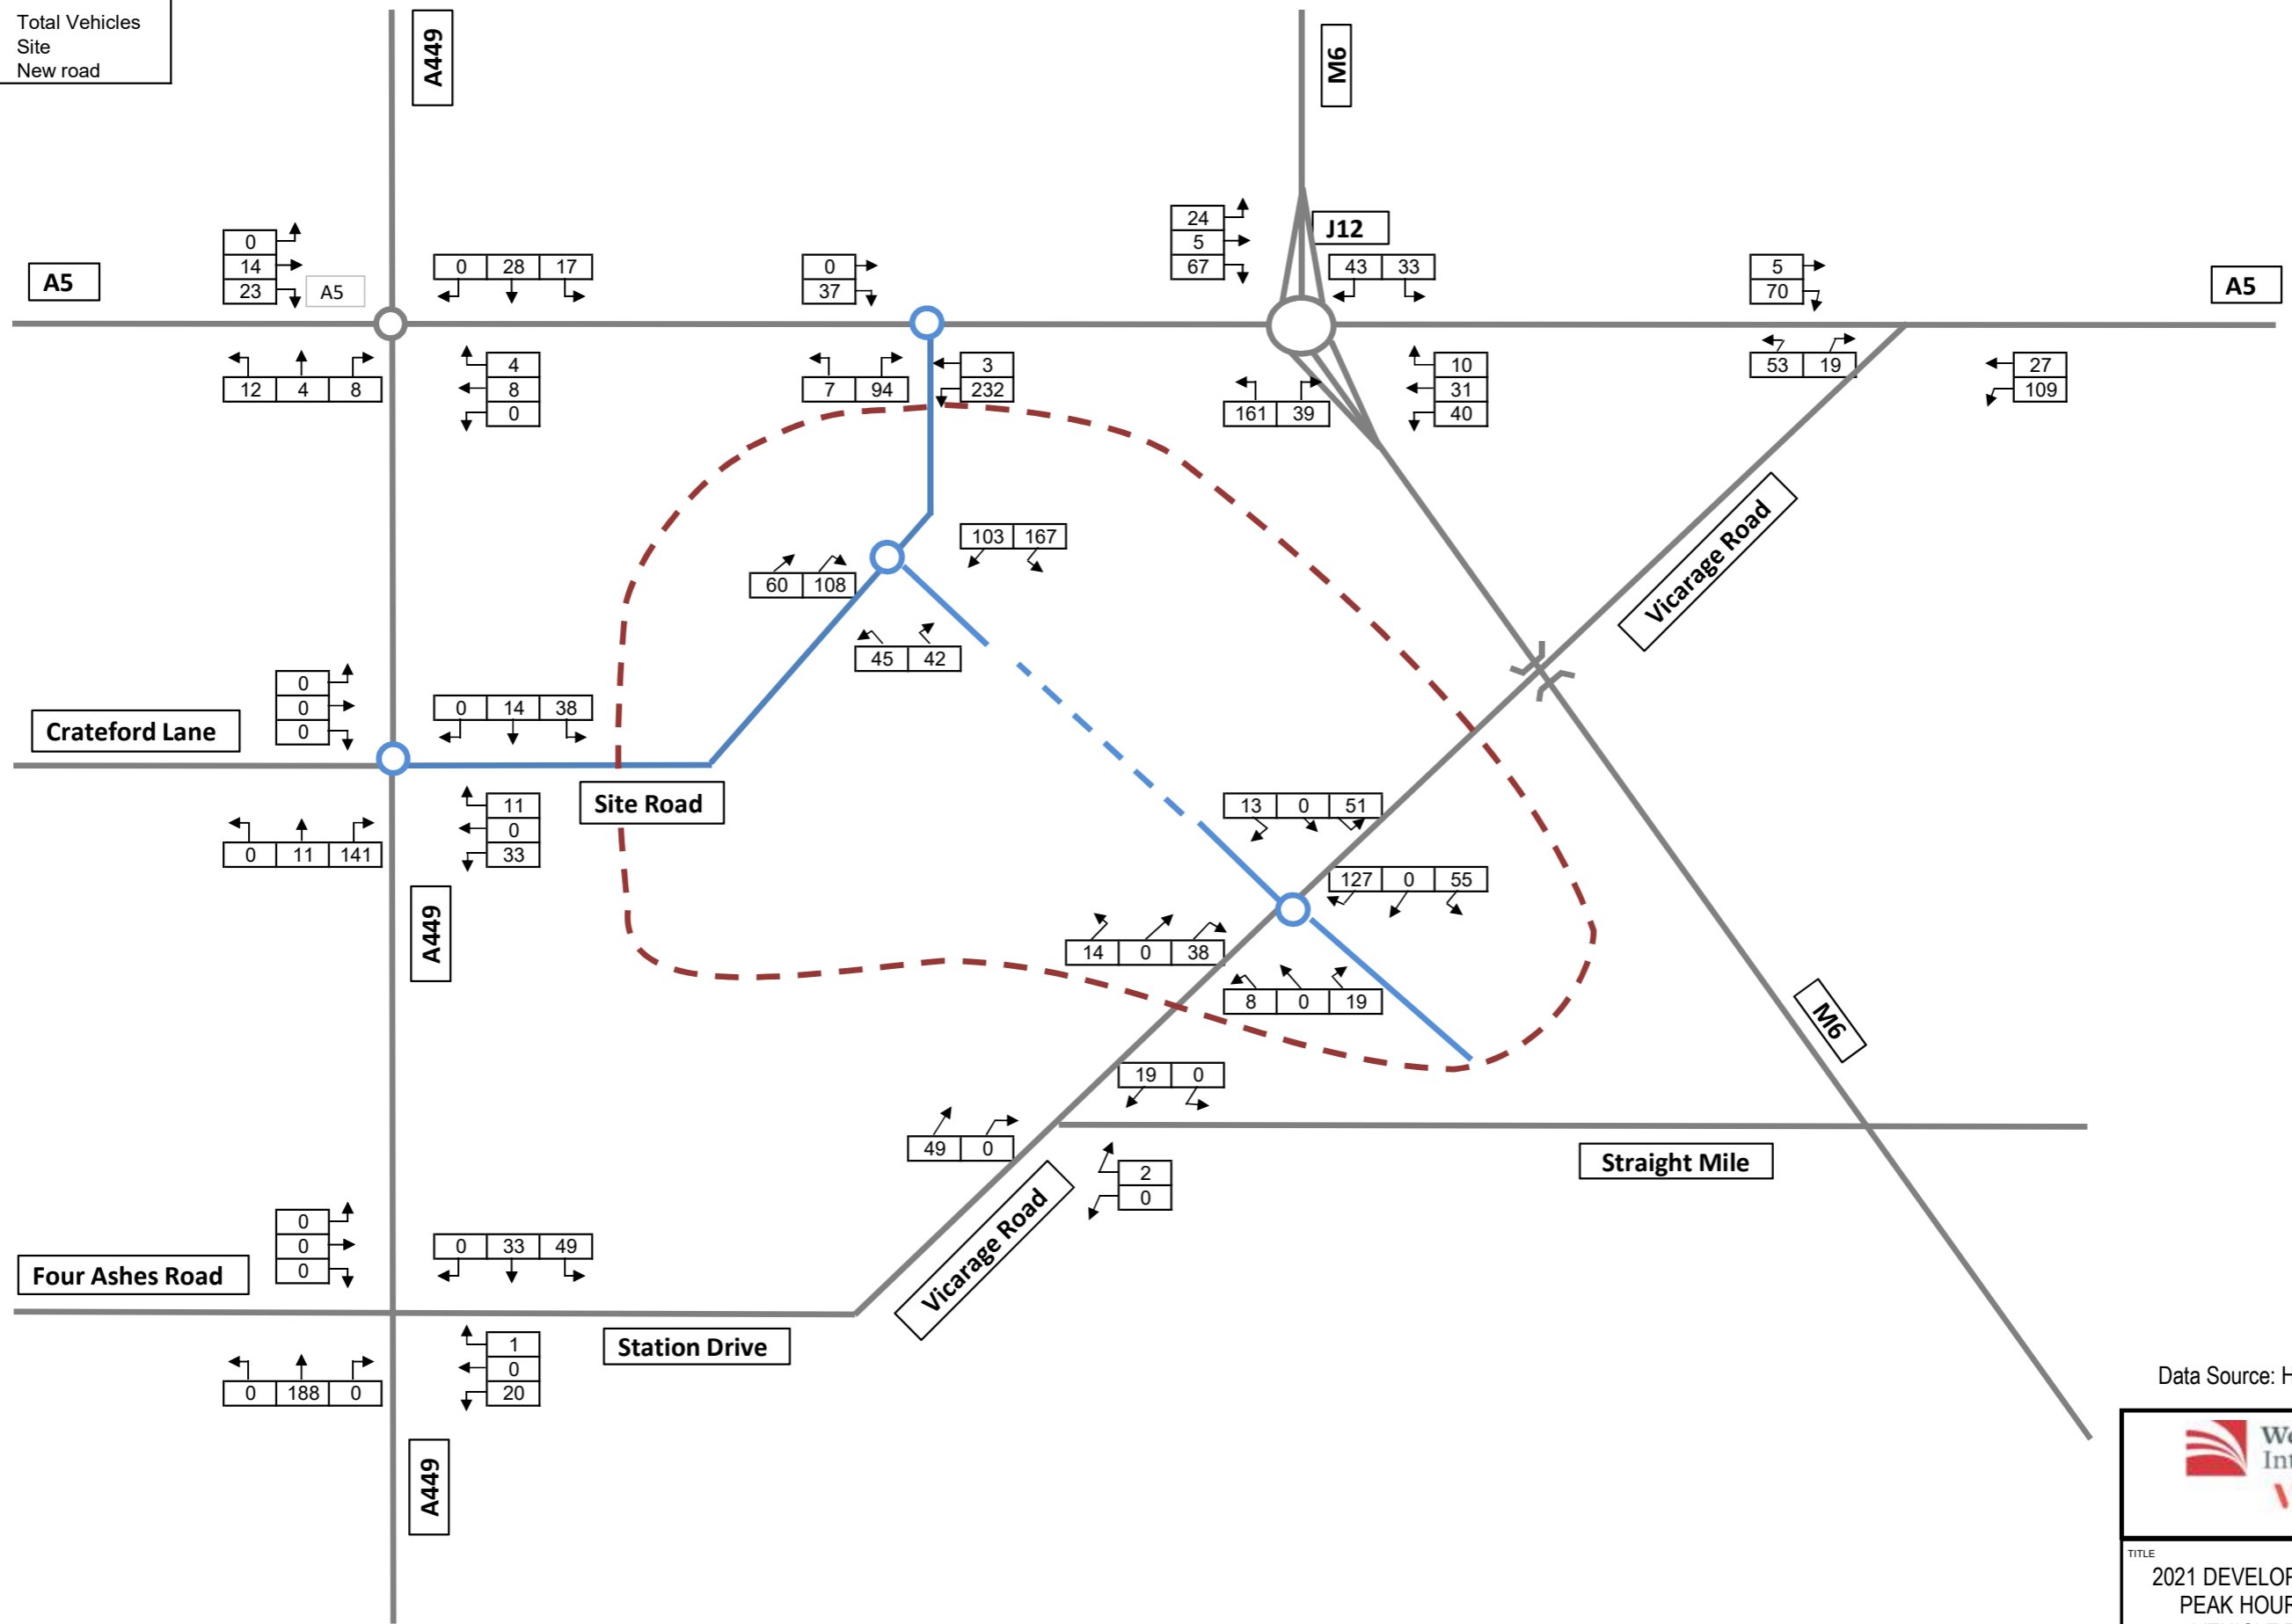 Total Vehicles
Site
New road
A449
M6
J12
24
5
67
0
14
23
A5
A5
0 28 17
0
37
43 33
5
70
A5
12 4 8
4
8
0
7 94
3
232
161 39
10
31
40
53 19
27
109
103 167
60 108
45 42
Vicarage Road
0
0
0
Crateford Lane
0 14 38
Site Road
11
0
33
0 11 141
13 0 51
127 0 55
A449
14 0 38
8 0 19
M6
19 0
49 0
2
0
Straight Mile
Vicarage Road
0
0
0
Four Ashes Road
0 33 49
Station Drive
1
0
20
0 188 0
A449
Data Source: H
We
Int
TITLE
2021 DEVELOP
PEAK HOUR